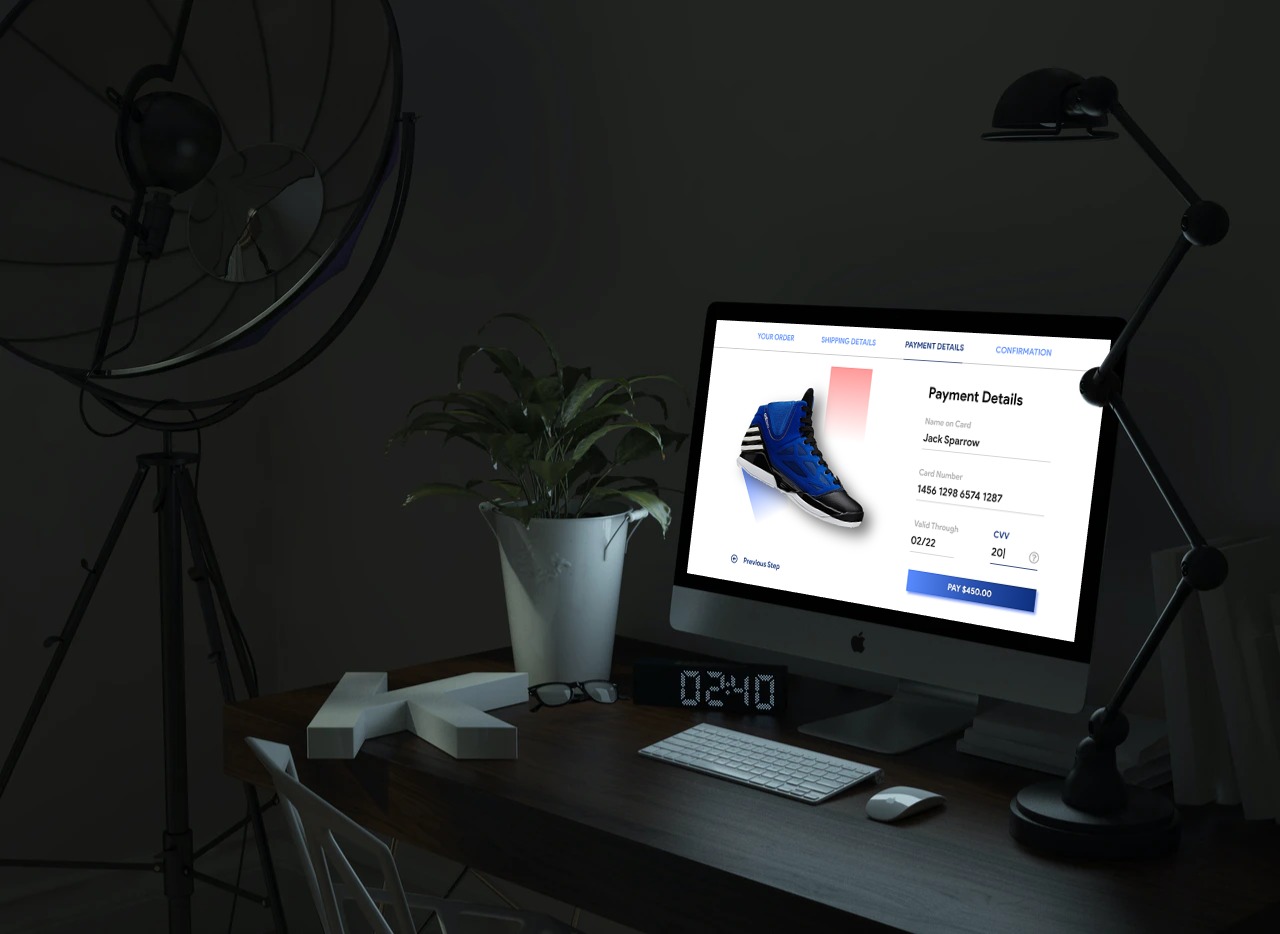 YOUR ORDER
SHIPPING DETAILS
PAYMENT DETAILS
CONFIRMATION
Payment Details
Name on Card
Jack Sparrow
Card Number
1456 1298 6574 1287
Valid Through
CVV
02/22
20
?
Previous Step
PAY $450.00
02:40
K